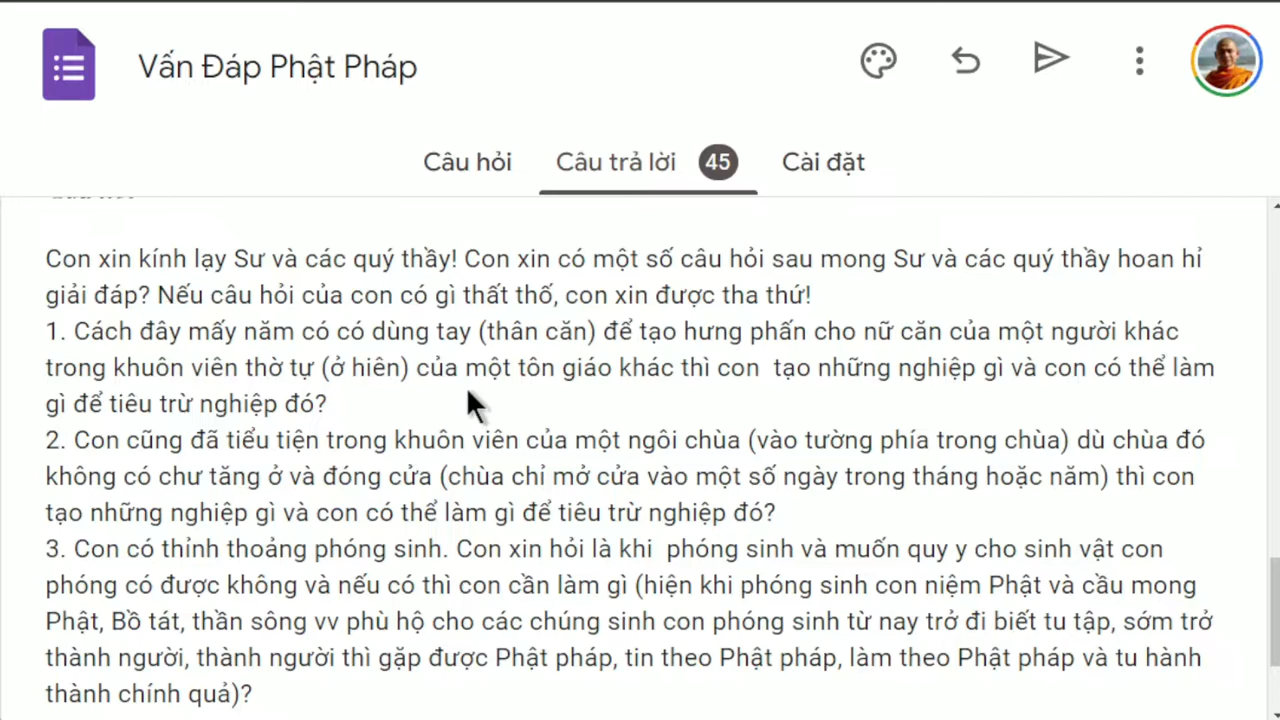 Vấn Đáp Phật Pháp
Câu hỏi Câu trả lời 45 Cài đặt
Con xin kính lạy Sư và các quý thầy! Con xin có một số câu hỏi sau mong Sư và các quý thầy hoan hỉ
giải đáp? Nếu câu hỏi của con có gì thất thố, con xin được tha thứ!
1. Cách đây mấy năm có có dùng tay (thân căn) để tạo hưng phấn cho nữ căn của một người khác
trong khuôn viên thờ tự (ở hiên) của một tôn giáo khác thì con tạo những nghiệp gì và con có thể làm
gì để tiêu trừ nghiệp đó?
2. Con cũng đã tiểu tiện trong khuôn viên của một ngôi chùa (vào tường phía trong chùa) dù chùa đó
không có chư tăng ở và đóng cửa (chùa chỉ mở cửa vào một số ngày trong tháng hoặc năm) thì con
tạo những nghiệp gì và con có thể làm gì để tiêu trừ nghiệp đó?
3. Con có thỉnh thoảng phóng sinh. Con xin hỏi là khi phóng sinh và muốn quy y cho sinh vật con
phóng có được không và nếu có thì con cần làm gì (hiện khi phóng sinh con niệm Phật và cầu mong
Phật, Bồ tát, thần sông vv phù hộ cho các chúng sinh con phóng sinh từ nay trở đi biết tu tập, sớm trở
thành người, thành người thì gặp được Phật pháp, tin theo Phật pháp, làm theo Phật pháp và tu hành
thành chính quả)?